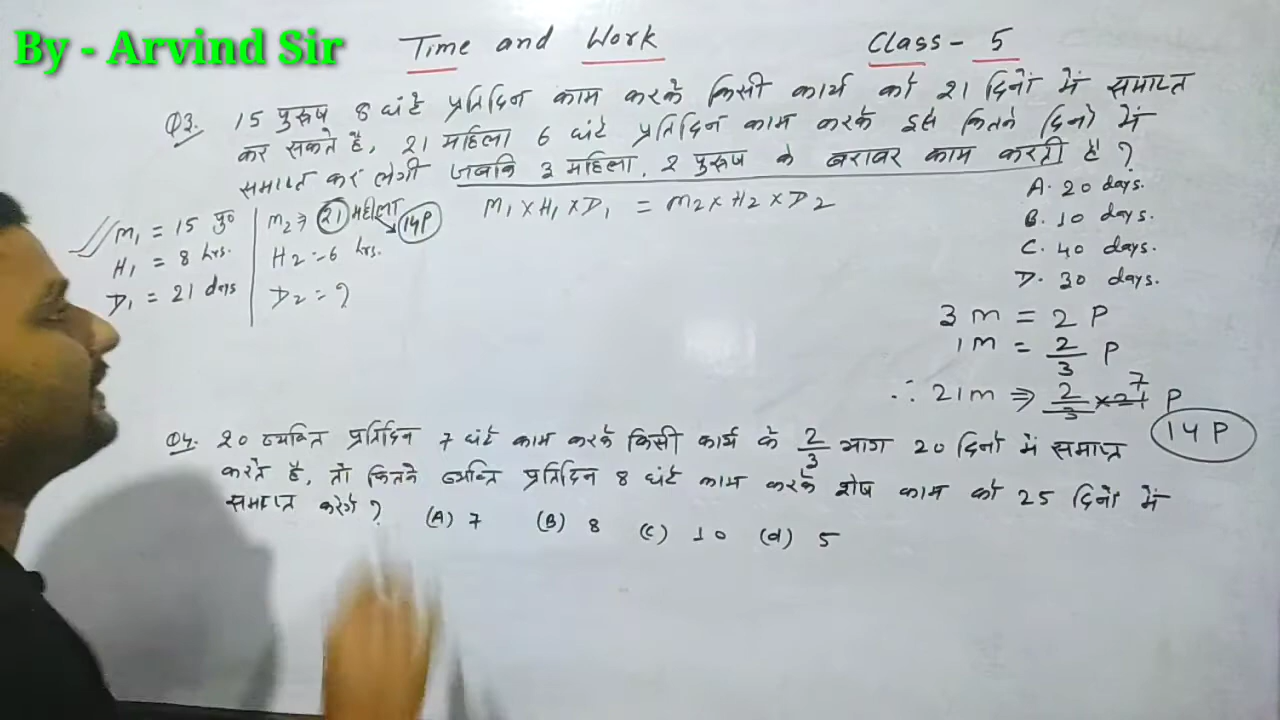 By - Arvind Sir
Time and Work
Class - 5
Q3. 15 पुरुष 8 घंटे प्रतिदिन काम करके किसी कार्य को 21 दिनों में समाप्त
कर सकते है, 21 महिला 6 घंटे प्रतिदिन काम करके इसे कितने दिनो में
समाप्त कर लेगी जबकि 3 महिला, 2 पुरुष के बराबर काम करती है ?
A. 20 days.
B. 10 days.
C. 40 days.
D. 30 days.
M₁ = 15 पु०
H₁ = 8 hrs.
D₁ = 21 days
M₂ ⇒ 21 महिला → 14P
H₂ = 6 hrs.
D₂ = ?
M₁ × H₁ × D₁ = M₂ × H₂ × D₂
3 M = 2 P
1M = 2/3 P
∴ 21M ⇒ 2/3 × 21 7 P
14 P
Q4. 20 व्यक्ति प्रतिदिन 7 घंटे काम करके किसी कार्य के 2/3 भाग 20 दिनों में समाप्त
करते है, तो कितने व्यक्ति प्रतिदिन 8 घंटे काम करके शेष काम को 25 दिनों में
समाप्त करेगे ?
(A) 7 (B) 8 (C) 10 (d) 5